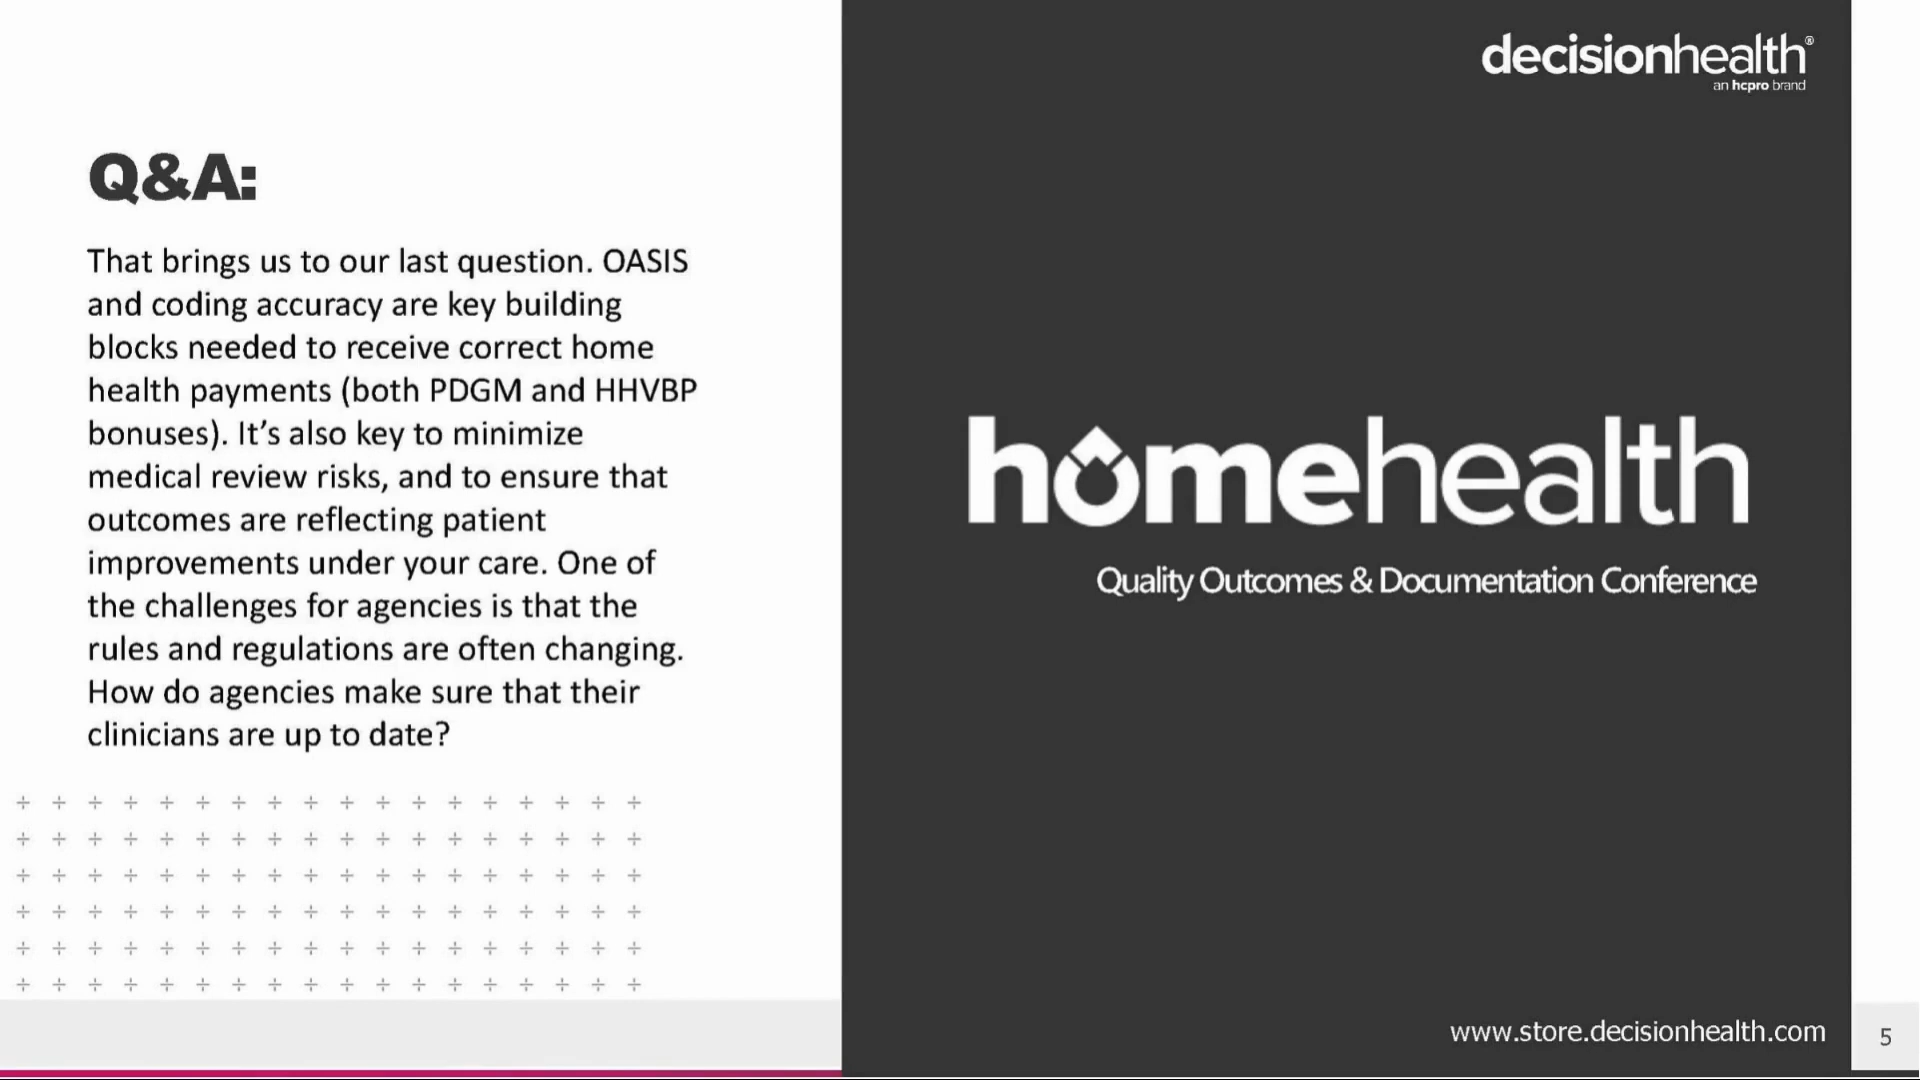 decisionhealth®
an hcpro brand
Q&A:
That brings us to our last question. OASIS
and coding accuracy are key building
blocks needed to receive correct home
health payments (both PDGM and HHVBP
bonuses). It’s also key to minimize
medical review risks, and to ensure that
outcomes are reflecting patient
improvements under your care. One of
the challenges for agencies is that the
rules and regulations are often changing.
How do agencies make sure that their
clinicians are up to date?
homehealth
Quality Outcomes & Documentation Conference
www.store.decisionhealth.com
5